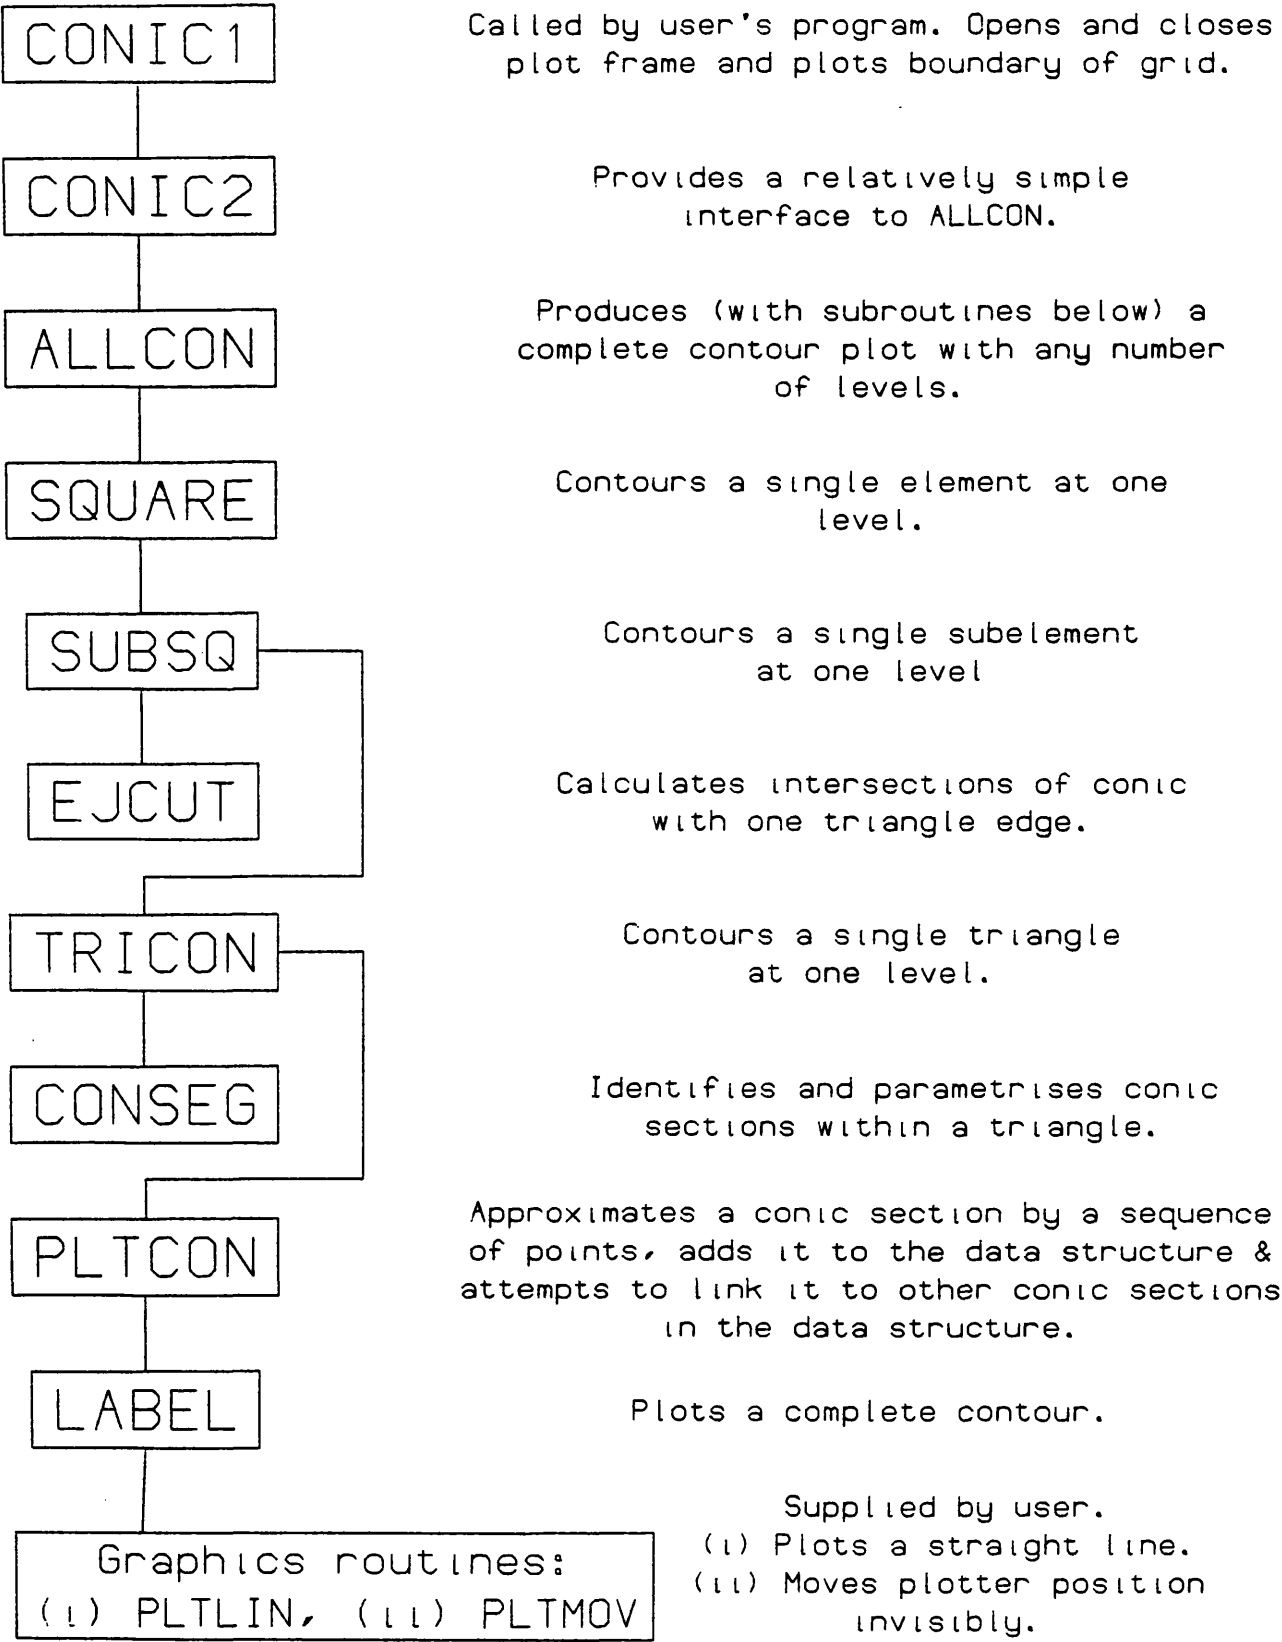 CONIC1
Called by user's program. Opens and closes
plot frame and plots boundary of grid.
CONIC2
Provides a relatively simple
interface to ALLCON.
ALLCON
Produces (with subroutines below) a
complete contour plot with any number
of levels.
SQUARE
Contours a single element at one
level.
SUBSQ
Contours a single subelement
at one level
EJCUT
Calculates intersections of conic
with one triangle edge.
TRICON
Contours a single triangle
at one level.
CONSEG
Identifies and parametrises conic
sections within a triangle.
PLTCON
Approximates a conic section by a sequence
of points, adds it to the data structure &
attempts to link it to other conic sections
in the data structure.
LABEL
Plots a complete contour.
Graphics routines:
(i) PLTLIN, (ii) PLTMOV
Supplied by user.
(i) Plots a straight line.
(ii) Moves plotter position
invisibly.